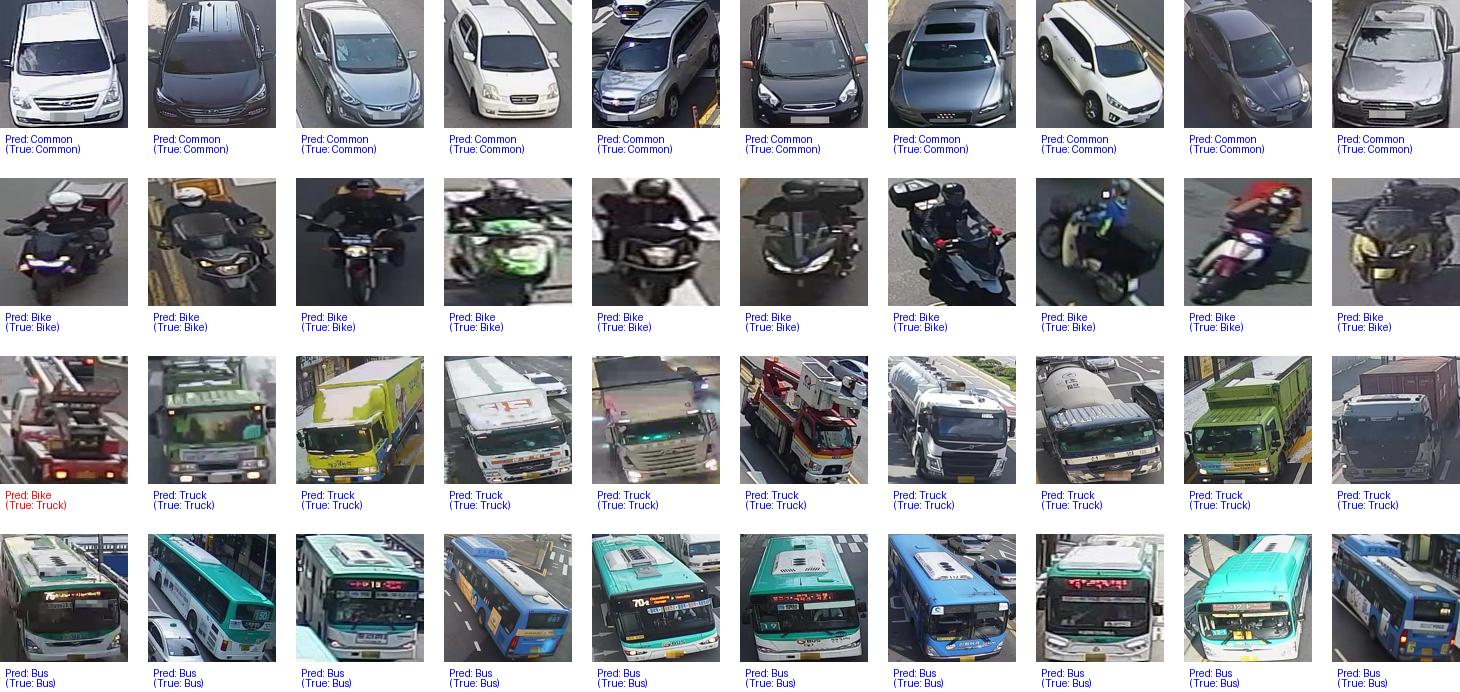 Pred: Common Pred: Common Pred: Common Pred: Common Pred: Common Pred: Common Pred: Common Pred: Common Pred: Common Pred: Common
(True: Common) (True: Common) (True: Common) (True: Common) (True: Common) (True: Common) (True: Common) (True: Common) (True: Common) (True: Common)
Pred: Bike Pred: Bike Pred: Bike Pred: Bike Pred: Bike Pred: Bike Pred: Bike Pred: Bike Pred: Bike Pred: Bike
(True: Bike) (True: Bike) (True: Bike) (True: Bike) (True: Bike) (True: Bike) (True: Bike) (True: Bike) (True: Bike) (True: Bike)
Pred: Bike Pred: Truck Pred: Truck Pred: Truck Pred: Truck Pred: Truck Pred: Truck Pred: Truck Pred: Truck Pred: Truck
(True: Truck) (True: Truck) (True: Truck) (True: Truck) (True: Truck) (True: Truck) (True: Truck) (True: Truck) (True: Truck) (True: Truck)
70
BUS
Pred: Bus Pred: Bus Pred: Bus Pred: Bus Pred: Bus Pred: Bus Pred: Bus Pred: Bus Pred: Bus Pred: Bus
(True: Bus) (True: Bus) (True: Bus) (True: Bus) (True: Bus) (True: Bus) (True: Bus) (True: Bus) (True: Bus) (True: Bus)